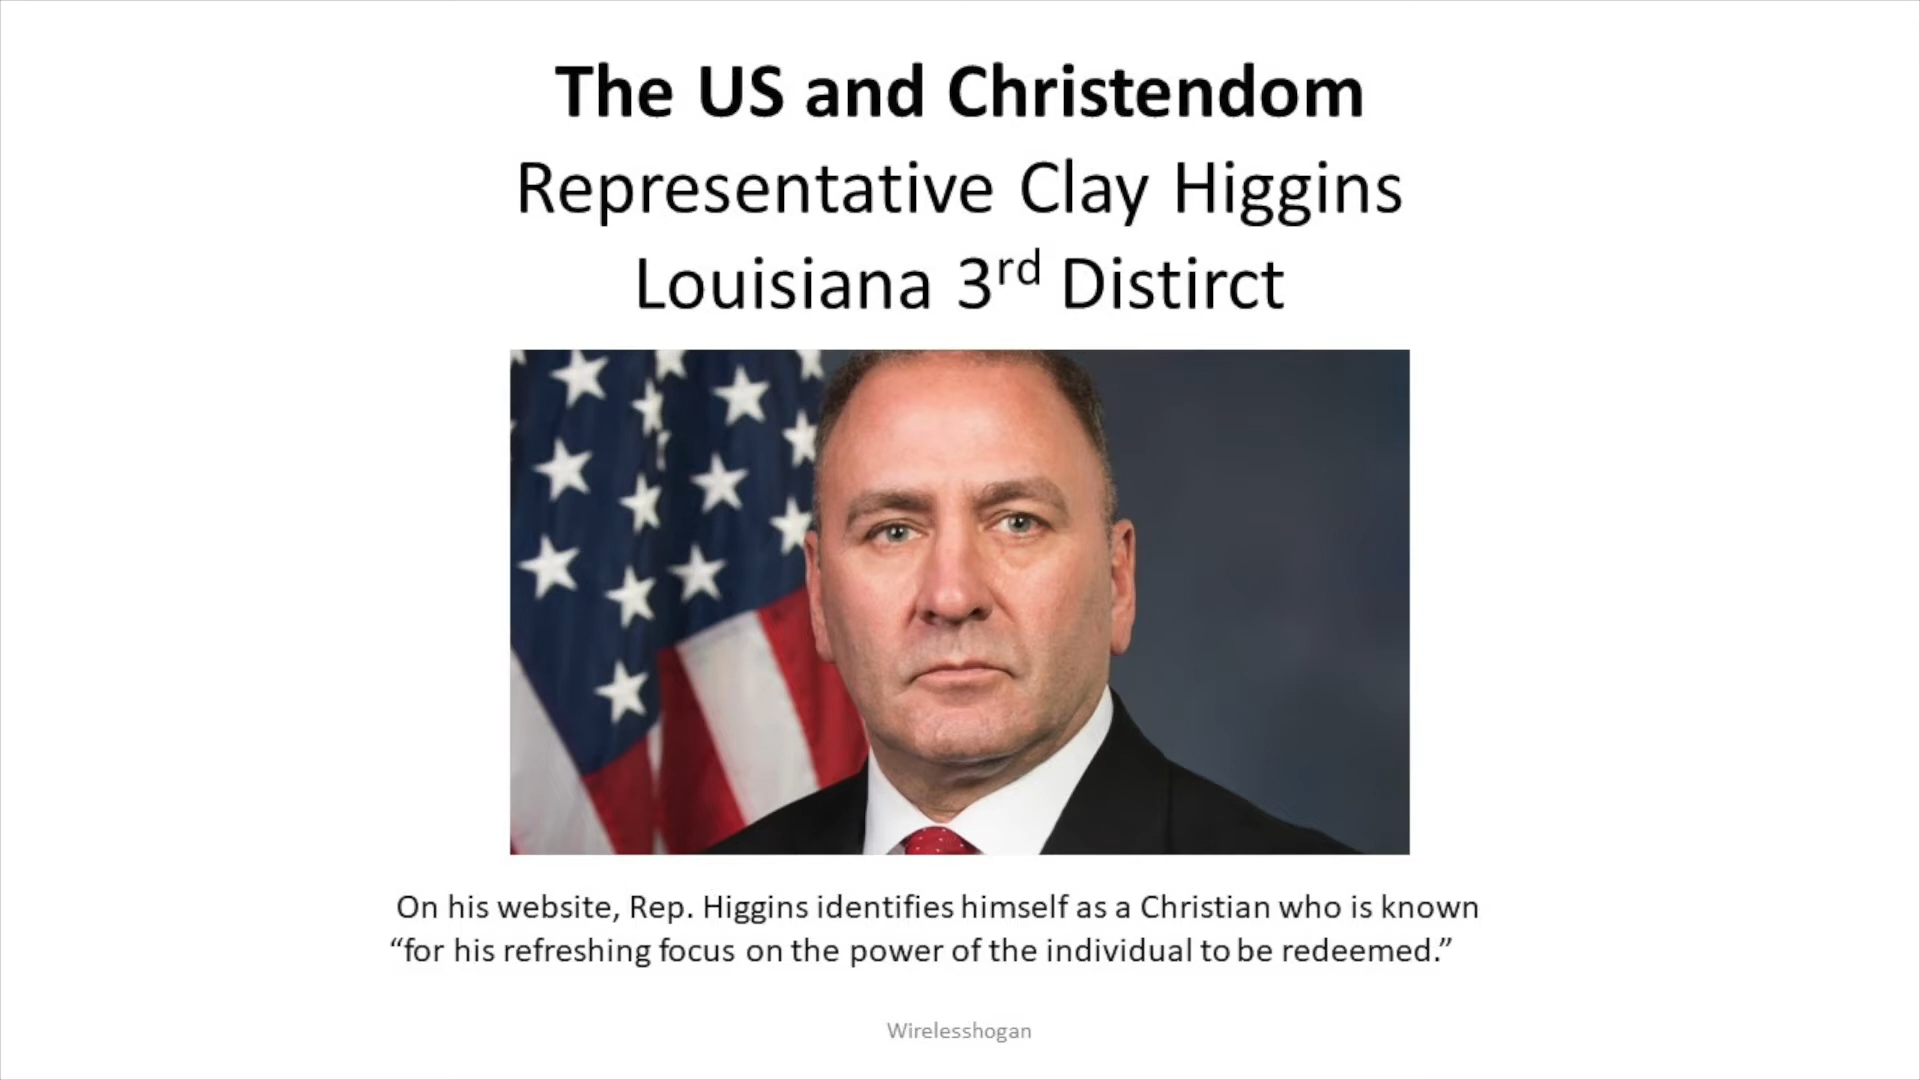 The US and Christendom
Representative Clay Higgins
Louisiana 3rd Distirct
On his website, Rep. Higgins identifies himself as a Christian who is known
“for his refreshing focus on the power of the individual to be redeemed.”
Wirelesshogan